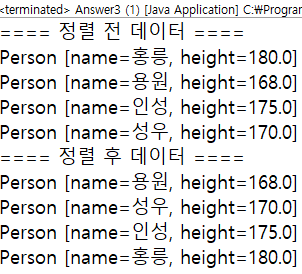 <terminated> Answer3 (1) [Java Application] C:₩Program
==== 정렬 전 데이터 ====
Person [name=홍릉, height=180.0]
Person [name=용원, height=168.0]
Person [name=인성, height=175.0]
Person [name=성우, height=170.0]
==== 정렬 후 데이터 ====
Person [name=용원, height=168.0]
Person [name=성우, height=170.0]
Person [name=인성, height=175.0]
Person [name=홍릉, height=180.0]